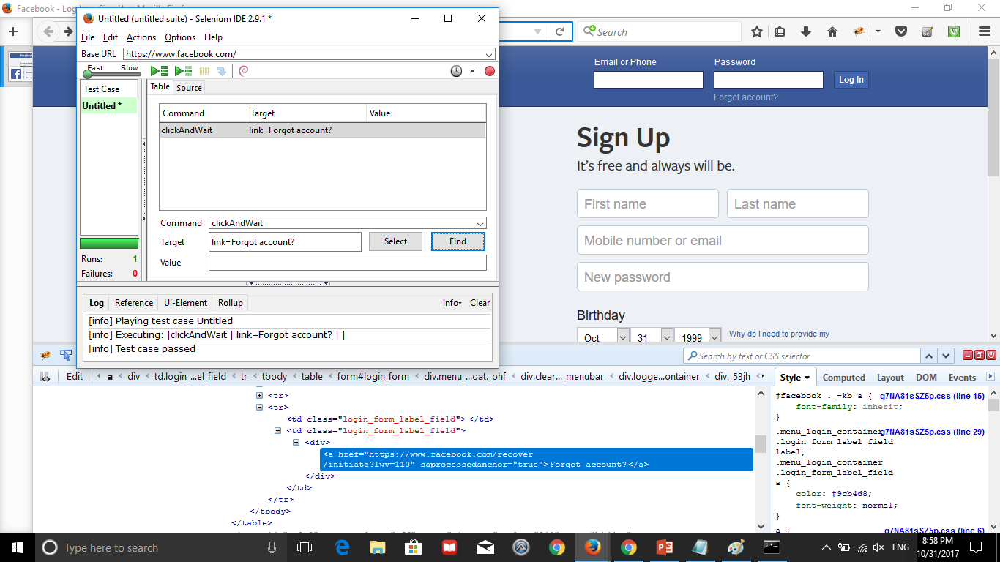 Facebook - Log
Untitled (untitled suite) - Selenium IDE 2.9.1 *
File Edit Actions Options Help
Base URL https://www.facebook.com/
Fast Slow
Test Case
Untitled *
Runs: 1
Failures: 0
Table Source
Command Target Value
clickAndWait link=Forgot account?
Command clickAndWait
Target link=Forgot account? Select Find
Value
Log Reference UI-Element Rollup Info Clear
[info] Playing test case Untitled
[info] Executing: |clickAndWait | link=Forgot account? | |
[info] Test case passed
Search
Email or Phone Password
Log In
Forgot account?
Sign Up
It’s free and always will be.
First name Last name
Mobile number or email
New password
Birthday
Oct 31 1999 Why do I need to provide my
Search by text or CSS selector
Edit a < div < td.login_...el_field < tr < tbody < table < form#login_form < div.menu_...oat._ohf < div.clear..._menubar < div.logge...ontainer < div._53jh
Style Computed Layout DOM Events
<tr>
<tr>
<td class="login_form_label_field"> </td>
<td class="login_form_label_field">
<div>
<a href="https://www.facebook.com/recover
/initiate?lwv=110" saprocessedanchor="true">Forgot account?</a>
</div>
</td>
</tr>
</tbody>
</table>
#facebook ._-kb a { g7NA81sSZ5p.css (line 15)
font-family: inherit;
}
.menu_login_container g7NA81sSZ5p.css (line 29)
.login_form_label_field
label,
.menu_login_container
.login_form_label_field
a {
color: #9cb4d8;
font-weight: normal;
}
a { g7NA81sSZ5p.css (line 6)
Type here to search
ENG
8:58 PM
10/31/2017